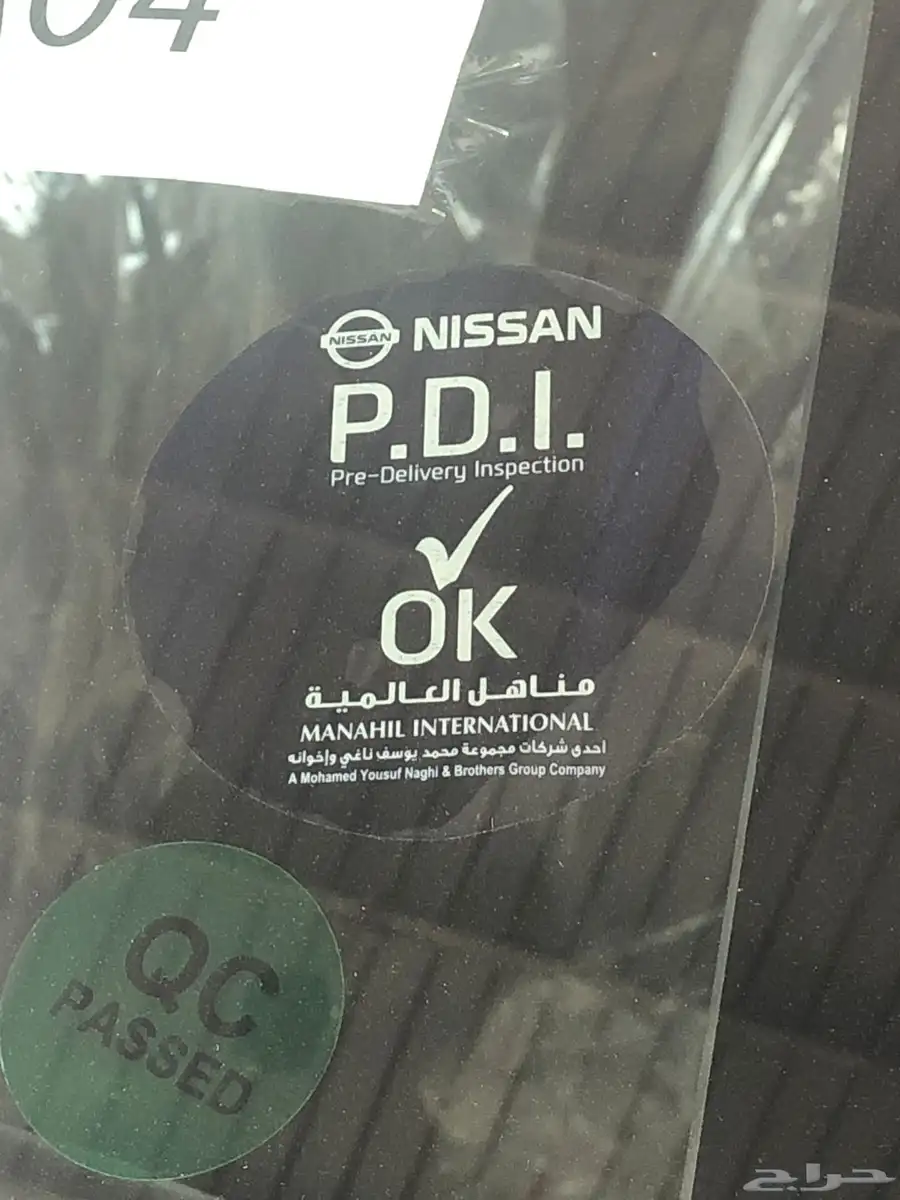 04
NISSAN NISSAN
P.D.I.
Pre-Delivery Inspection
OK
مناهل العالمية
MANAHIL INTERNATIONAL
احدى شركات مجموعة محمد يوسف ناغي وإخوانه
A Mohamed Yousuf Naghi & Brothers Group Company
QC
PASSED
حراج